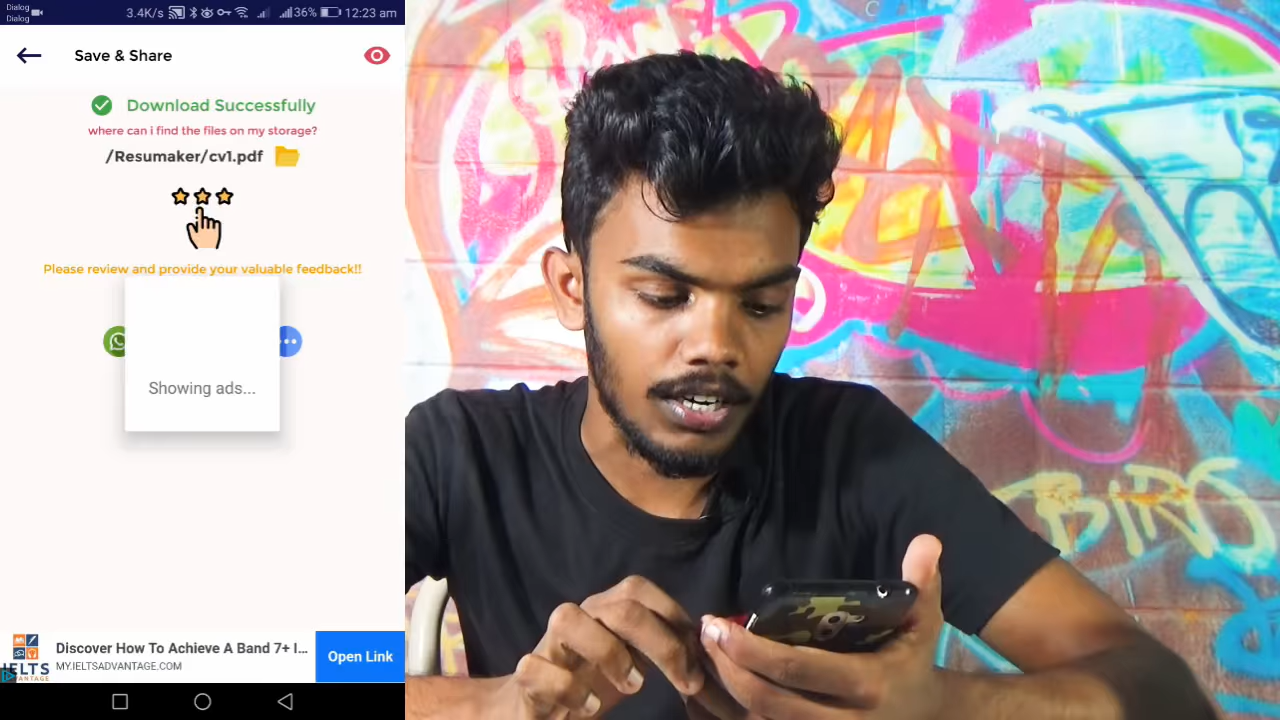 Dialog
Dialog
3.4K/s
36%
12:23 am
Save & Share
Download Successfully
where can i find the files on my storage?
/Resumaker/cv1.pdf
Please review and provide your valuable feedback!!
Showing ads...
Discover How To Achieve A Band 7+ I...
MY.IELTSADVANTAGE.COM
IELTS
Open Link
BIRD